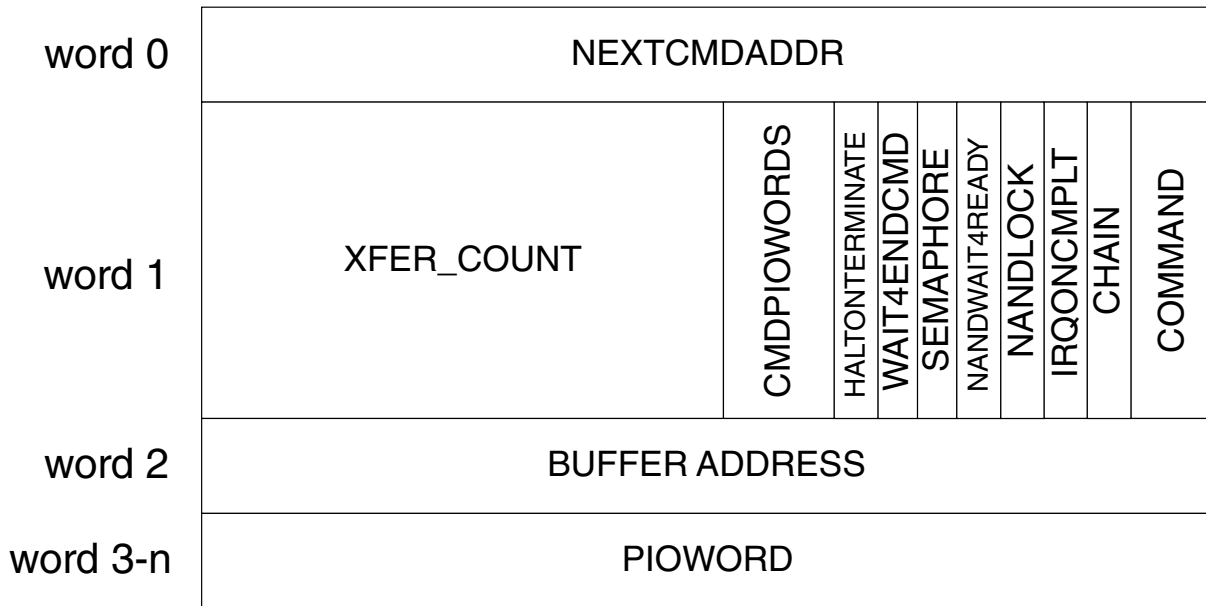 word 0
NEXTCMDADDR
word 1
XFER_COUNT
CMDPIOWORDS
HALTONTERMINATE
WAIT4ENDCMD
SEMAPHORE
NANDWAIT4READY
NANDLOCK
IRQONCMPLT
CHAIN
COMMAND
word 2
BUFFER ADDRESS
word 3-n
PIOWORD